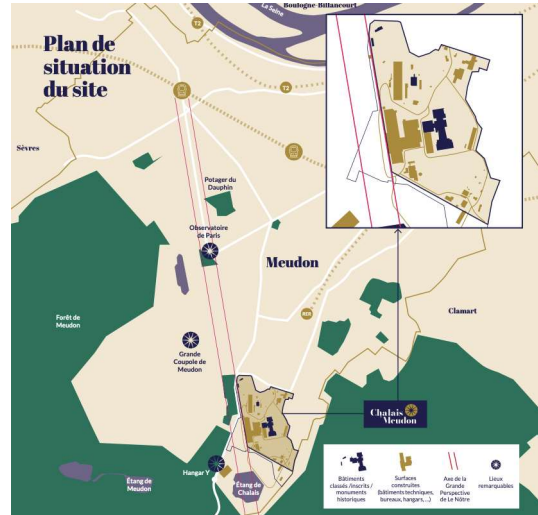 Plan de
situation
du site
La Seine
Boulogne-Billancourt
T2
T2
Sèvres
Potager du
Dauphin
Observatoire
de Paris
Meudon
RER
Clamart
Forêt de
Meudon
Grande
Coupole de
Meudon
Chalais
Meudon
Hangar Y
Étang de
Meudon
Étang de
Chalais
Bâtiments
classés /inscrits /
monuments
historiques
Surfaces
construites
(bâtiments techniques,
bureaux, hangars, ...)
Axe de la
Grande
Perspective
de Le Nôtre
Lieux
remarquables